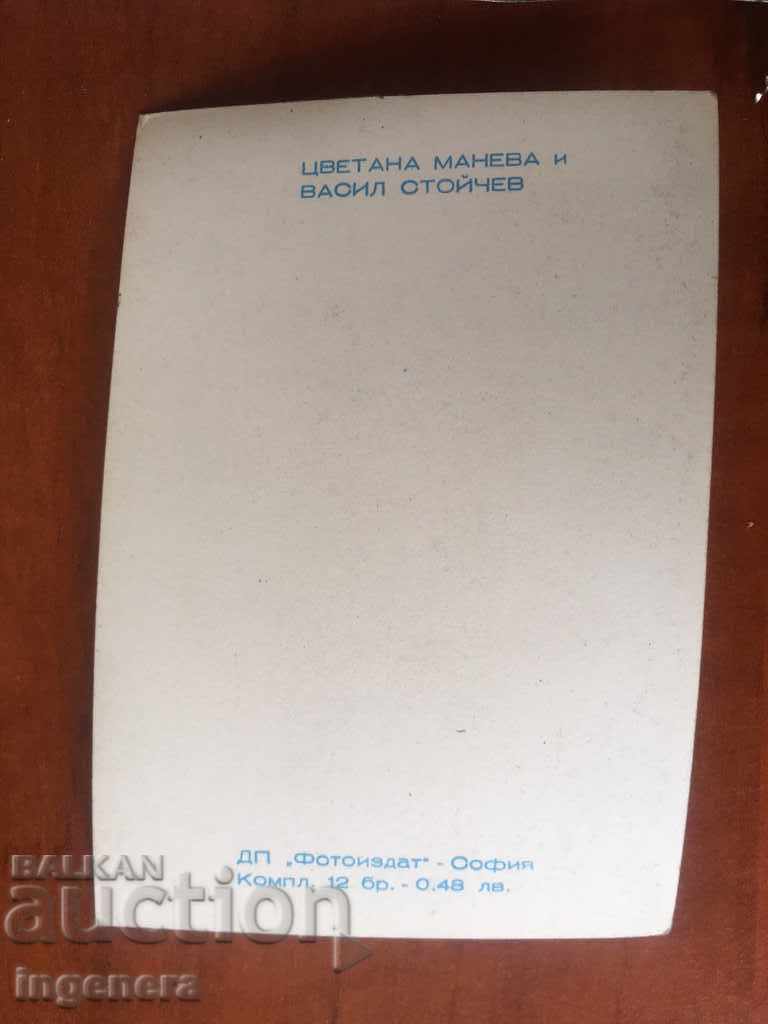 ЦВЕТАНА МАНЕВА и
ВАСИЛ СТОЙЧЕВ
ДП „Фотоиздат" - София
Компл. 12 бр. - 0.48 лв.
BALKAN
auction
ingenera